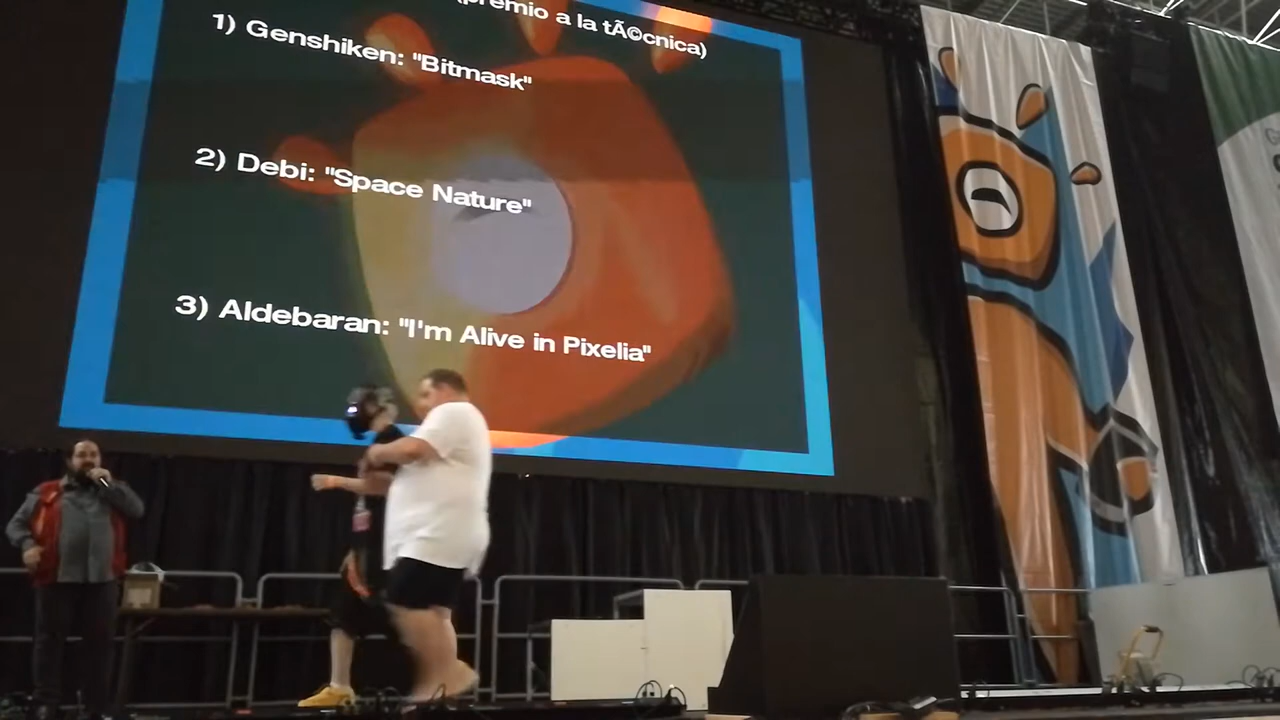 (premio a la tÃ©cnica)
1) Genshiken: "Bitmask"
2) Debi: "Space Nature"
3) Aldebaran: "I'm Alive in Pixelia"